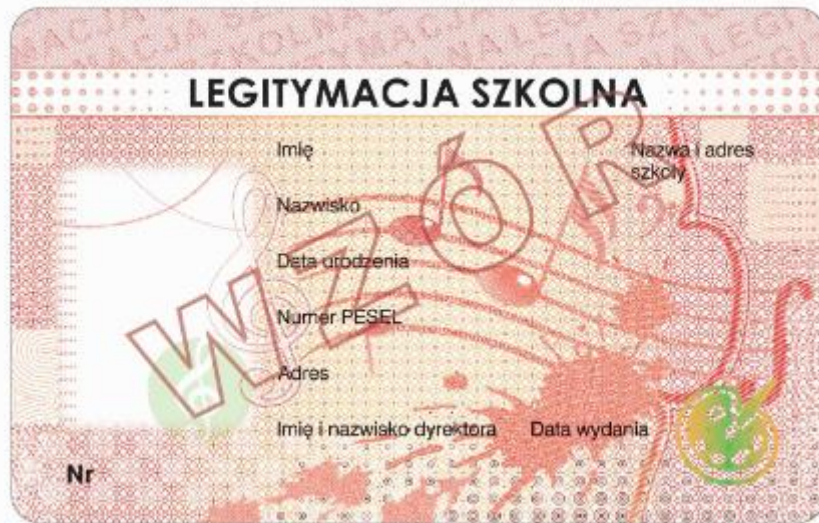 LEGITYMACJA SZKOLNA
Imię
Nazwa i adres
szkoły
Nazwisko
Data urodzenia
Numer PESEL
Adres
Imię i nazwisko dyrektora
Data wydania
Nr
WZÓR